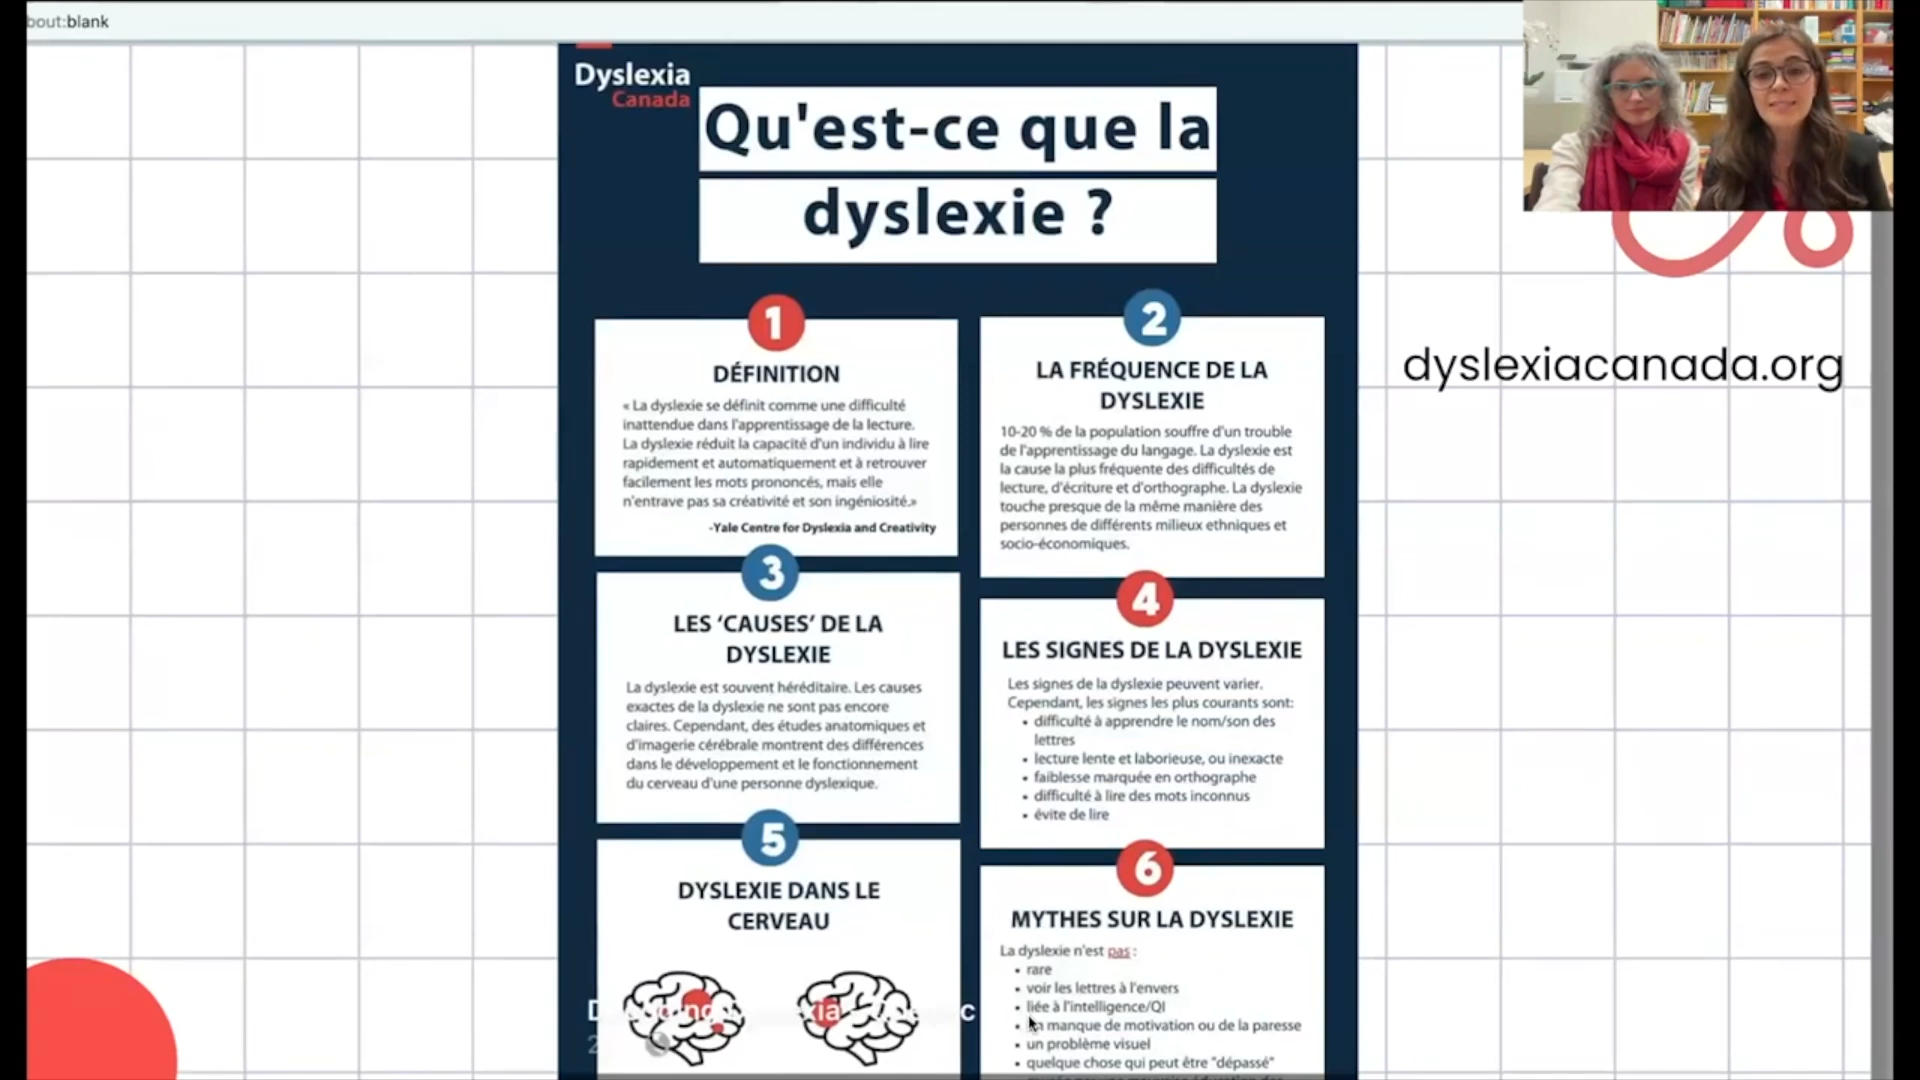 bout:blank
Dyslexia
Canada
Qu'est-ce que la
dyslexie ?
dyslexiacanada.org
1
DÉFINITION
« La dyslexie se définit comme une difficulté
inattendue dans l'apprentissage de la lecture.
La dyslexie réduit la capacité d'un individu à lire
rapidement et automatiquement et à retrouver
facilement les mots prononcés, mais elle
n'entrave pas sa créativité et son ingéniosité.»
-Yale Centre for Dyslexia and Creativity
2
LA FRÉQUENCE DE LA
DYSLEXIE
10-20 % de la population souffre d'un trouble
de l'apprentissage du langage. La dyslexie est
la cause la plus fréquente des difficultés de
lecture, d'écriture et d'orthographe. La dyslexie
touche presque de la même manière des
personnes de différents milieux ethniques et
socio-économiques.
3
LES ‘CAUSES’ DE LA
DYSLEXIE
La dyslexie est souvent héréditaire. Les causes
exactes de la dyslexie ne sont pas encore
claires. Cependant, des études anatomiques et
d'imagerie cérébrale montrent des différences
dans le développement et le fonctionnement
du cerveau d'une personne dyslexique.
4
LES SIGNES DE LA DYSLEXIE
Les signes de la dyslexie peuvent varier.
Cependant, les signes les plus courants sont:
• difficulté à apprendre le nom/son des
lettres
• lecture lente et laborieuse, ou inexacte
• faiblesse marquée en orthographe
• difficulté à lire des mots inconnus
• évite de lire
5
DYSLEXIE DANS LE
CERVEAU
6
MYTHES SUR LA DYSLEXIE
La dyslexie n'est pas :
• rare
• voir les lettres à l'envers
• liée à l'intelligence/QI
manque de motivation ou de la paresse
• un problème visuel
• quelque chose qui peut être "dépassé"